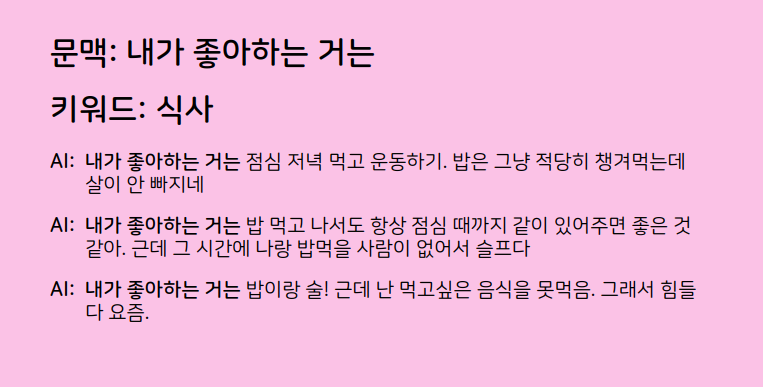 문맥: 내가 좋아하는 거는
키워드: 식사
AI: 내가 좋아하는 거는 점심 저녁 먹고 운동하기. 밥은 그냥 적당히 챙겨먹는데
살이 안 빠지네
AI: 내가 좋아하는 거는 밥 먹고 나서도 항상 점심 때까지 같이 있어주면 좋은 것
같아. 근데 그 시간에 나랑 밥먹을 사람이 없어서 슬프다
AI: 내가 좋아하는 거는 밥이랑 술! 근데 난 먹고싶은 음식을 못먹음. 그래서 힘들
다 요즘.